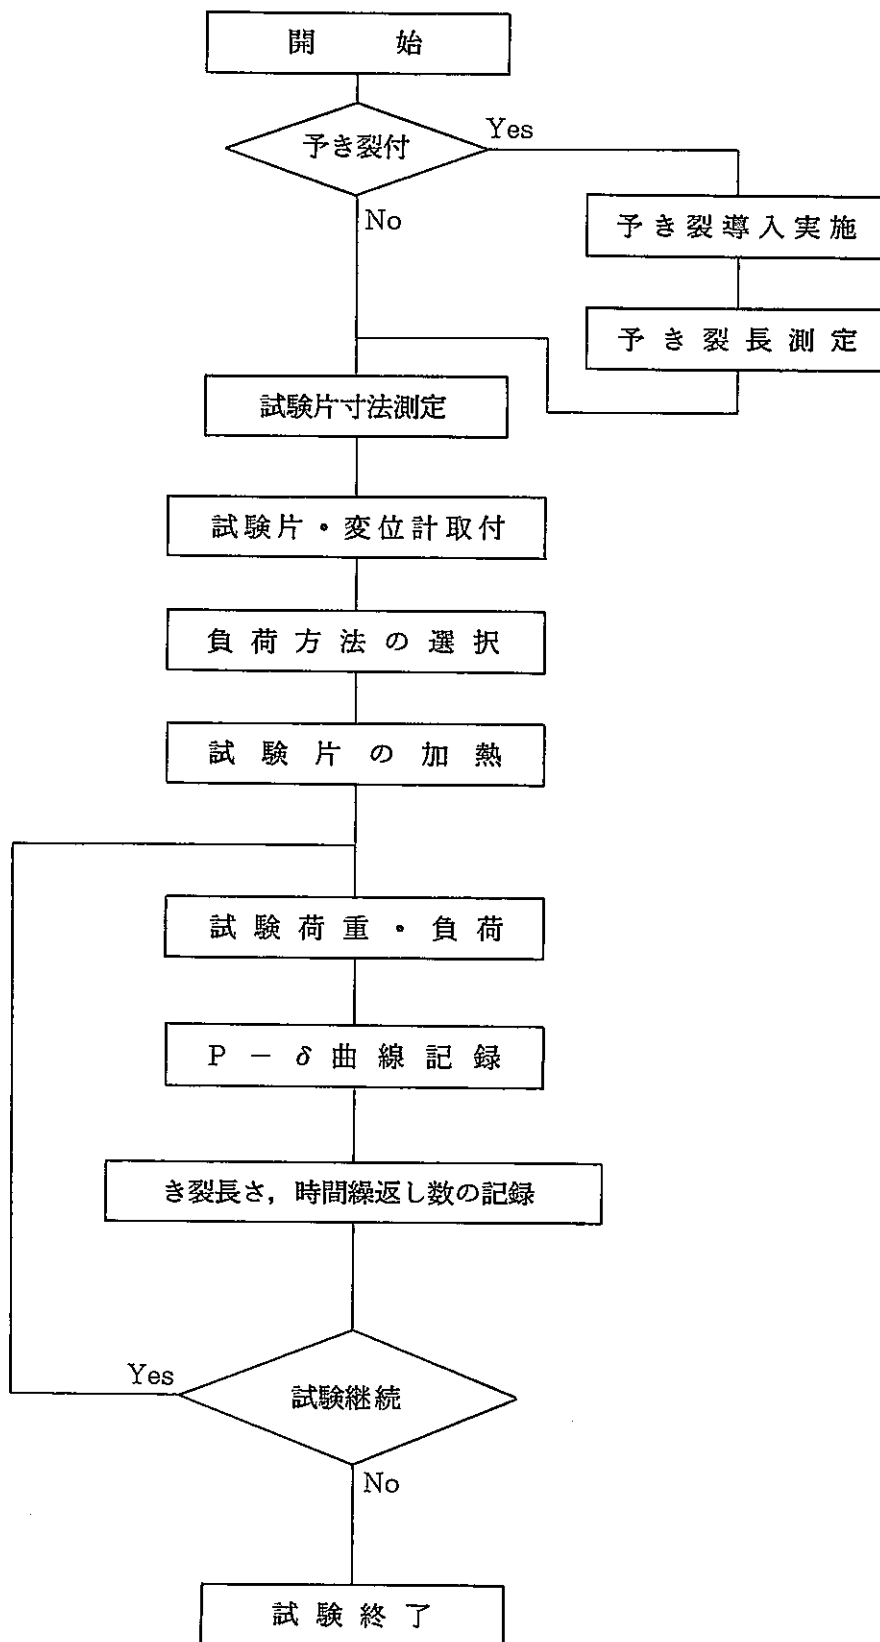 開始
予き裂付
Yes
No
予き裂導入実施
予き裂長測定
試験片寸法測定
試験片・変位計取付
負荷方法の選択
試験片の加熱
試験荷重・負荷
P－δ曲線記録
き裂長さ，時間繰返し数の記録
Yes
試験継続
No
試験終了